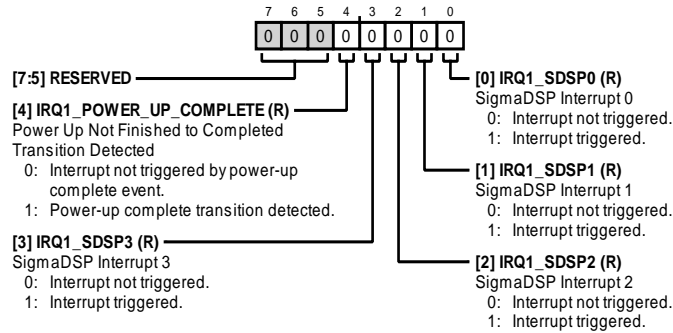 7 6 5 4 3 2 1 0
0 0 0 0 0 0 0 0
[7:5] RESERVED
[4] IRQ1_POWER_UP_COMPLETE (R)
Power Up Not Finished to Completed
Transition Detected
0: Interrupt not triggered by power-up
complete event.
1: Power-up complete transition detected.
[3] IRQ1_SDSP3 (R)
SigmaDSP Interrupt 3
0: Interrupt not triggered.
1: Interrupt triggered.
[0] IRQ1_SDSP0 (R)
SigmaDSP Interrupt 0
0: Interrupt not triggered.
1: Interrupt triggered.
[1] IRQ1_SDSP1 (R)
SigmaDSP Interrupt 1
0: Interrupt not triggered.
1: Interrupt triggered.
[2] IRQ1_SDSP2 (R)
SigmaDSP Interrupt 2
0: Interrupt not triggered.
1: Interrupt triggered.